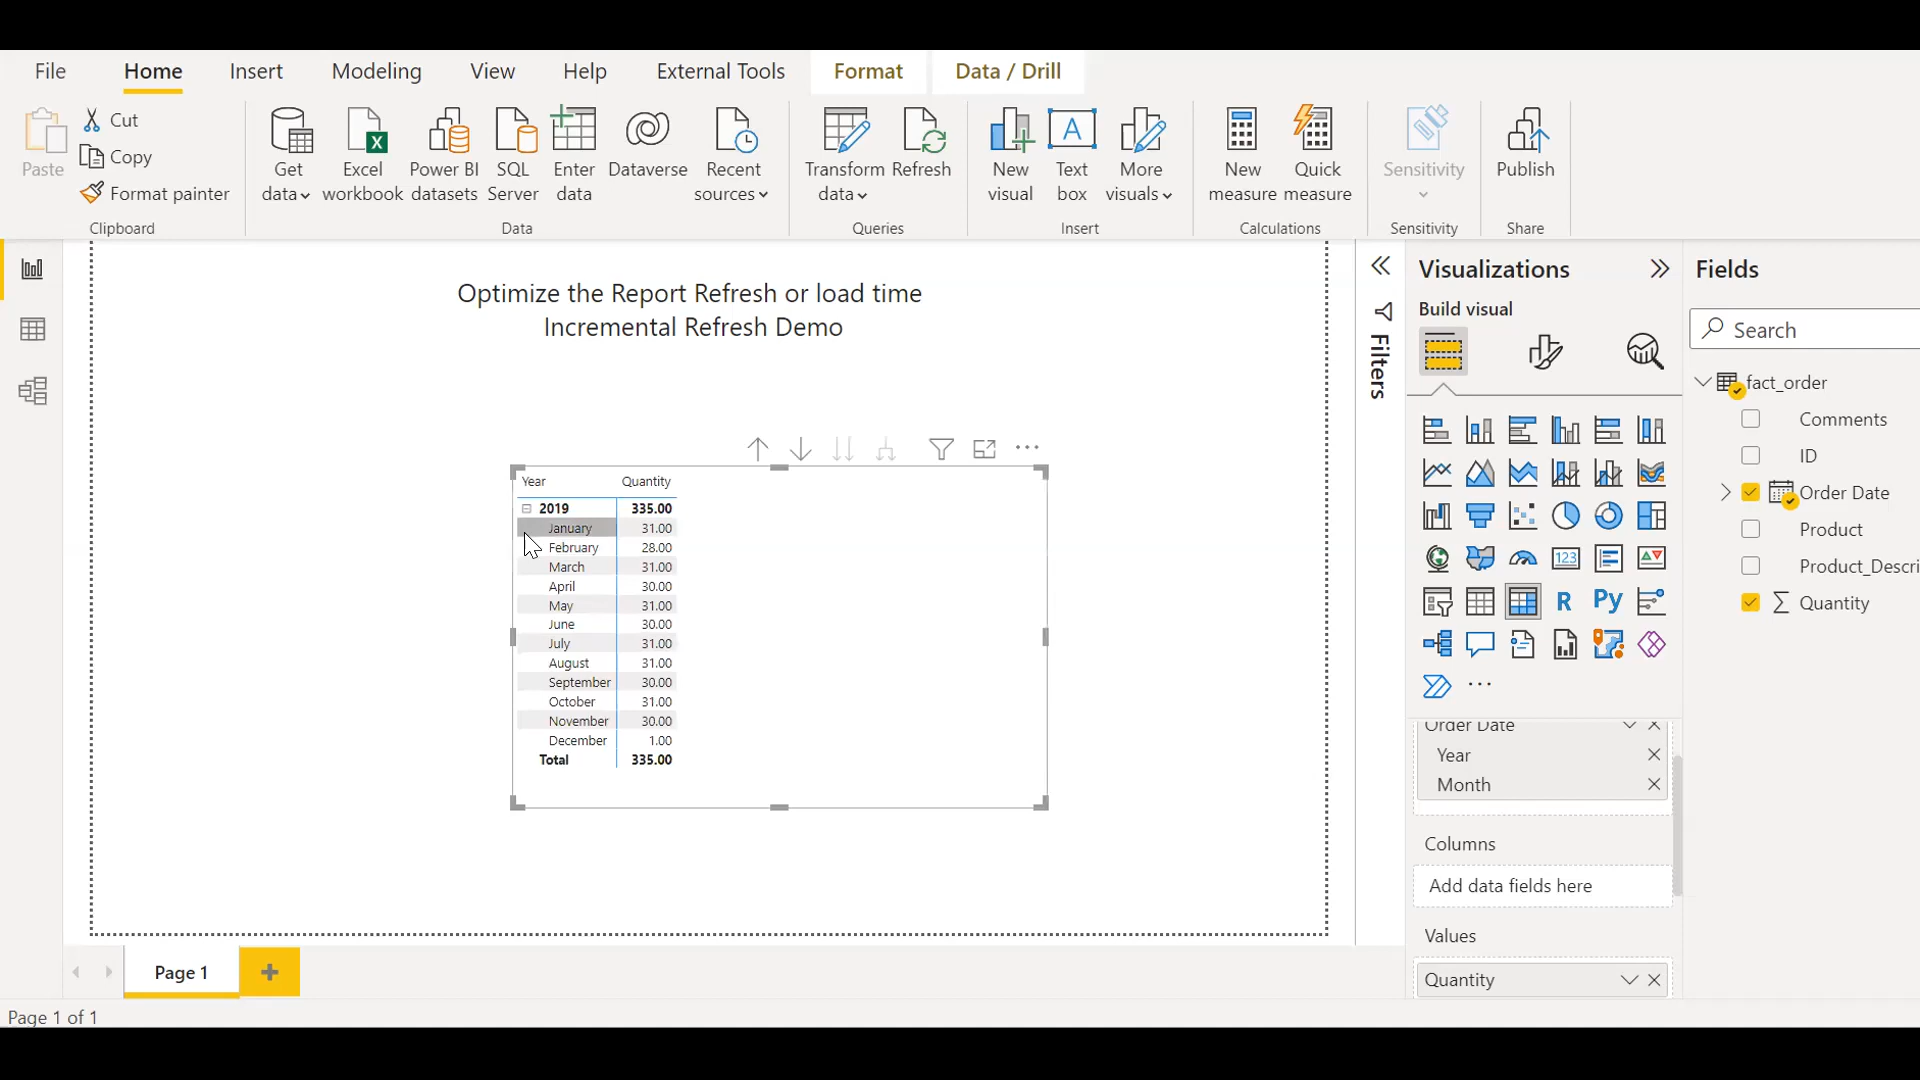 File Home Insert Modeling View Help External Tools Format Data / Drill
Paste
Cut
Copy
Format painter
Clipboard
Get data
Excel workbook
Power BI datasets
SQL Server
Enter data
Dataverse
Recent sources
Data
Transform data
Refresh
Queries
New visual
Text box
More visuals
Insert
New measure
Quick measure
Calculations
Sensitivity
Sensitivity
Publish
Share
Optimize the Report Refresh or load time
Incremental Refresh Demo
Year Quantity
2019 335.00
January 31.00
February 28.00
March 31.00
April 30.00
May 31.00
June 30.00
July 31.00
August 31.00
September 30.00
October 31.00
November 30.00
December 1.00
Total 335.00
Filters
Visualizations
Build visual
123
R
Py
Order Date
Year
Month
Columns
Add data fields here
Values
Quantity
Fields
Search
fact_order
Comments
ID
Order Date
Product
Product_Descri
Quantity
Page 1
Page 1 of 1